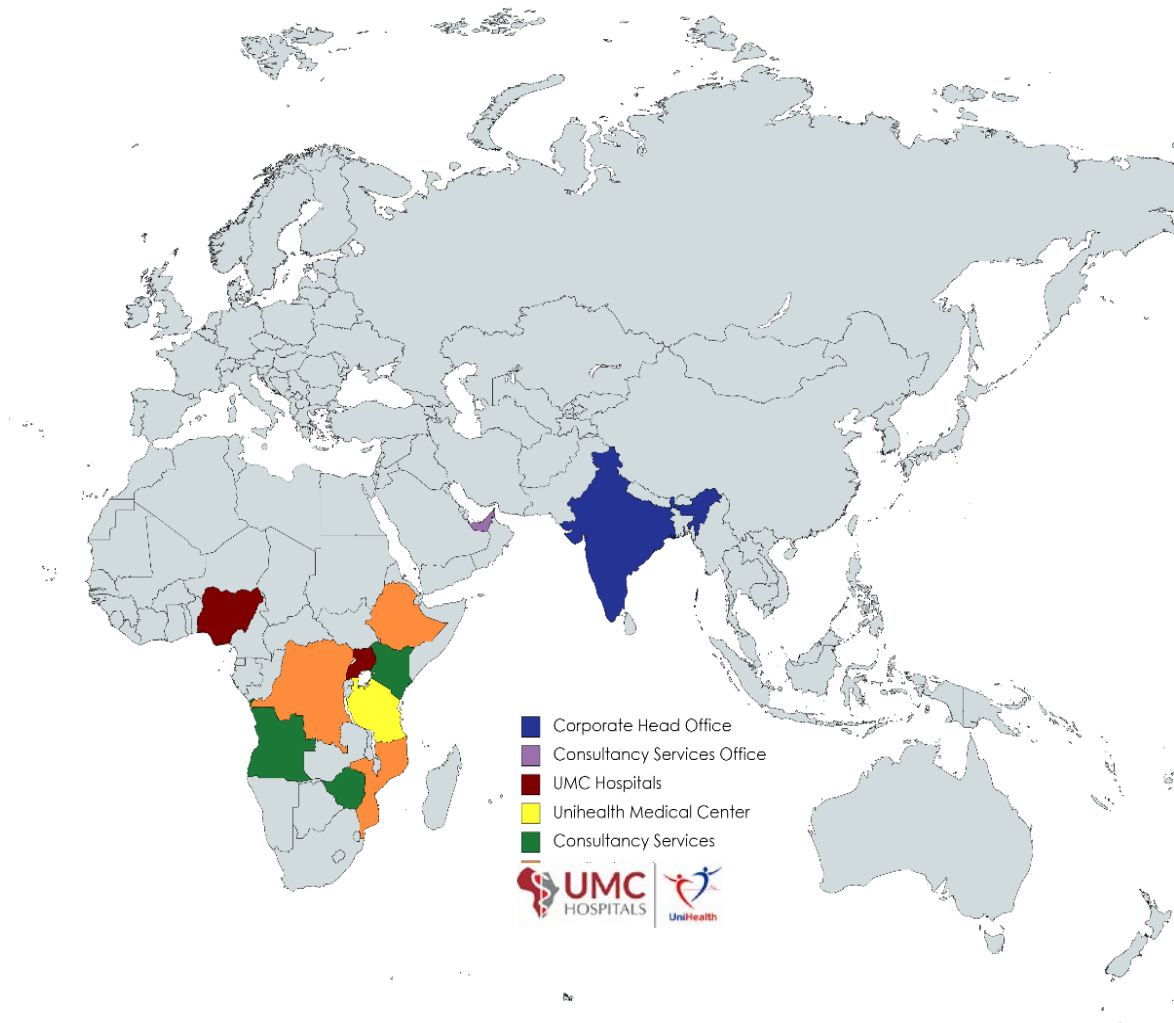 Corporate Head Office
Consultancy Services Office
UMC Hospitals
Unihealth Medical Center
Consultancy Services
UMC
HOSPITALS
UniHealth